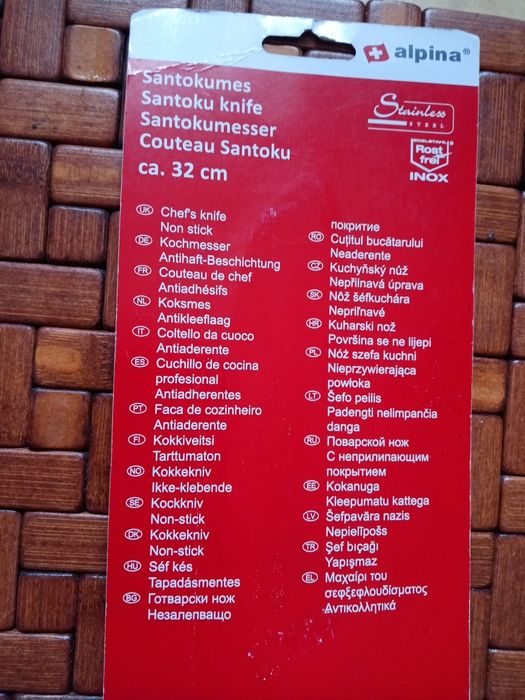 alpina®
Santokumes
Santoku knife
Santokumesser
Couteau Santoku
ca. 32 cm
Stainless
STEEL
EDELSTAHL
Rost
frei
INOX
UK Chef's knife
Non stick
DE Kochmesser
Antihaft-Beschichtung
FR Couteau de chef
Antiadhésifs
NL Koksmes
Antikleeflaag
IT Coltello da cuoco
Antiaderente
ES Cuchillo de cocina
profesional
Antiadherentes
PT Faca de cozinheiro
Antiaderente
FI Kokkiveitsi
Tarttumaton
NO Kokkekniv
Ikke-klebende
SE Kockkniv
Non-stick
DK Kokkekniv
Non-stick
HU Séf kés
Tapadásmentes
BG Готварски нож
Незалепващо
покритие
RO Cuțitul bucătarului
Neaderente
CZ Kuchyňský nůž
Nepřilnavá úprava
SK Nôž šéfkuchára
Nepriľnavé
HR Kuharski nož
Površina se ne lijepi
PL Nóż szefa kuchni
Nieprzywierająca
powłoka
LT Šefo peilis
Padengti nelimpančia
danga
RU Поварской нож
С неприлипающим
покрытием
EE Kokanuga
Kleepumatu kattega
LV Šefpavāra nazis
Nepielīpošs
TR Şef bıçağı
Yapışmaz
EL Μαχαίρι του
σεφξεφλουδίσματος
Αντικολλητικά